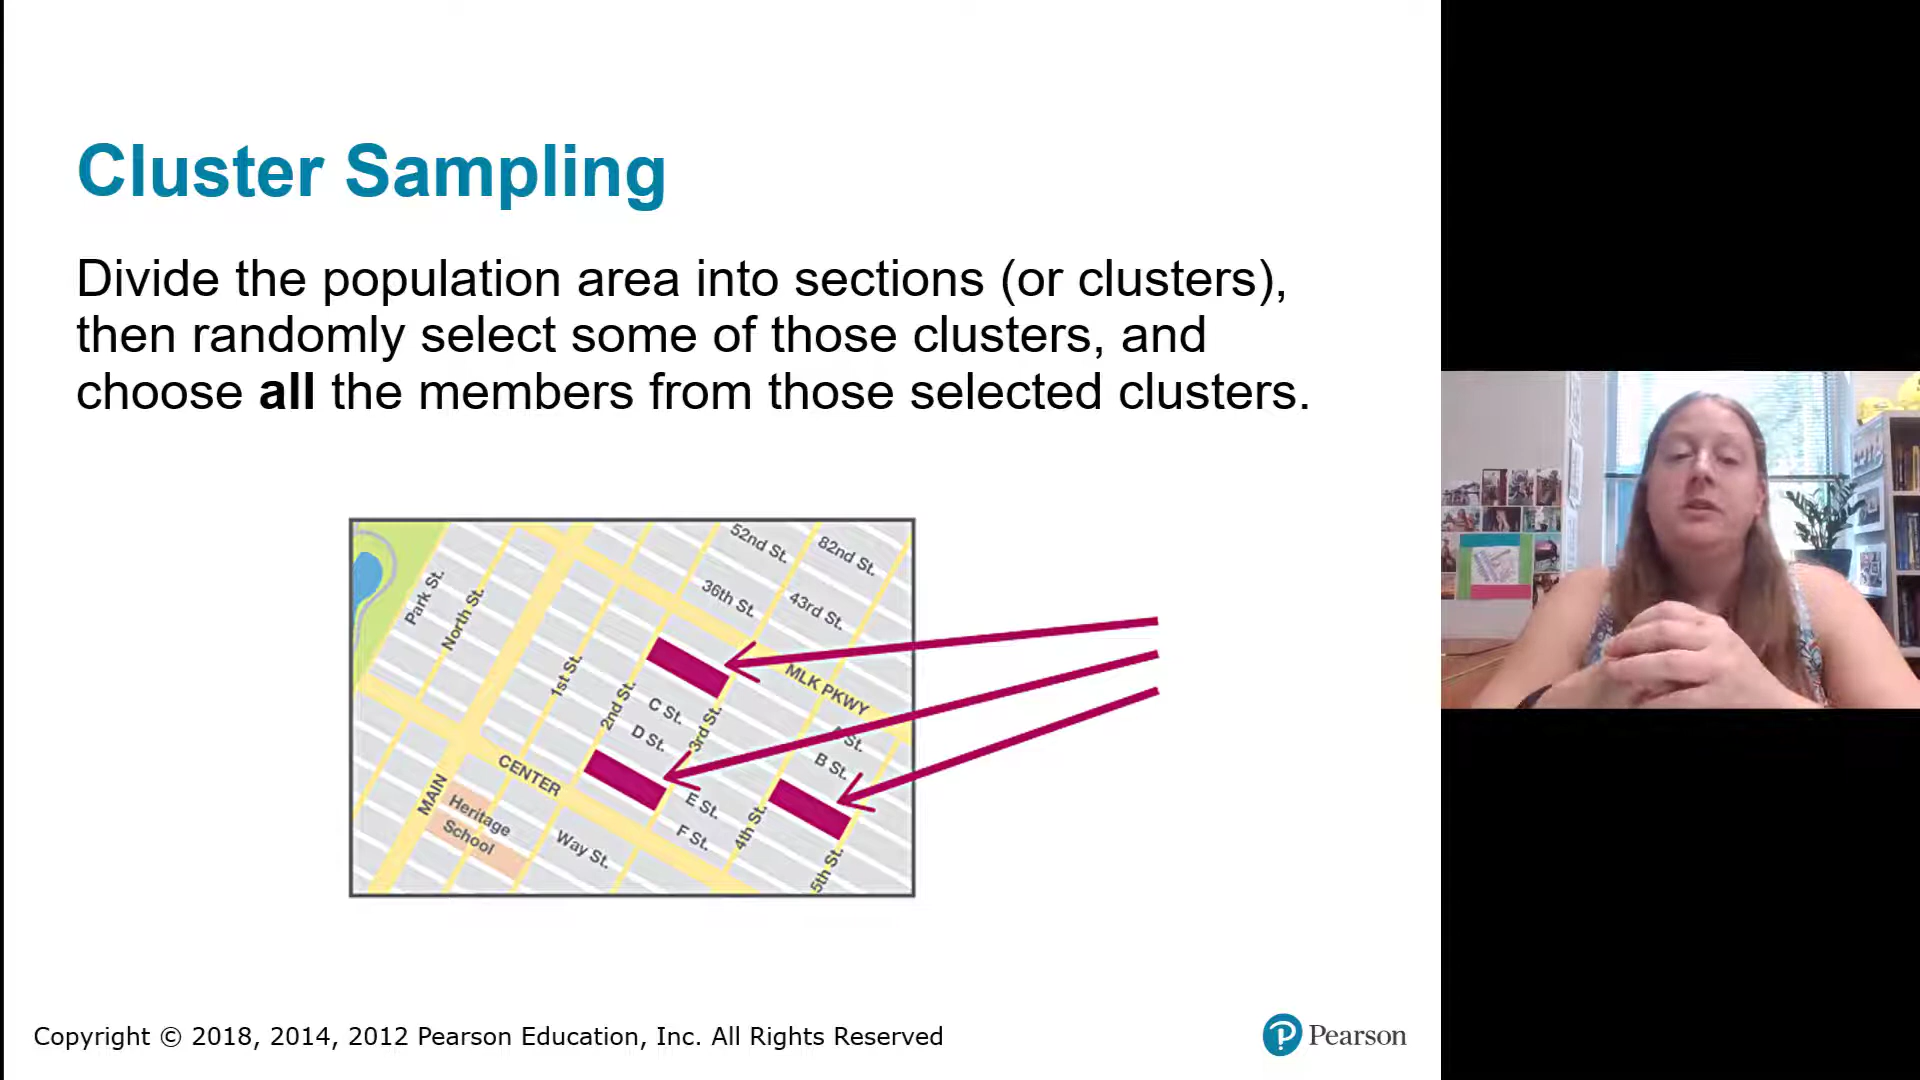 Cluster Sampling
Divide the population area into sections (or clusters),
then randomly select some of those clusters, and
choose all the members from those selected clusters.
52nd St.
82nd St.
36th St.
43rd St.
Park St.
North St.
1st St.
2nd St.
C St.
D St.
3rd St.
MLK PKWY
A St.
B St.
CENTER
MAIN
Heritage
School
Way St.
E St.
F St.
4th St.
5th St.
Copyright © 2018, 2014, 2012 Pearson Education, Inc. All Rights Reserved
Pearson